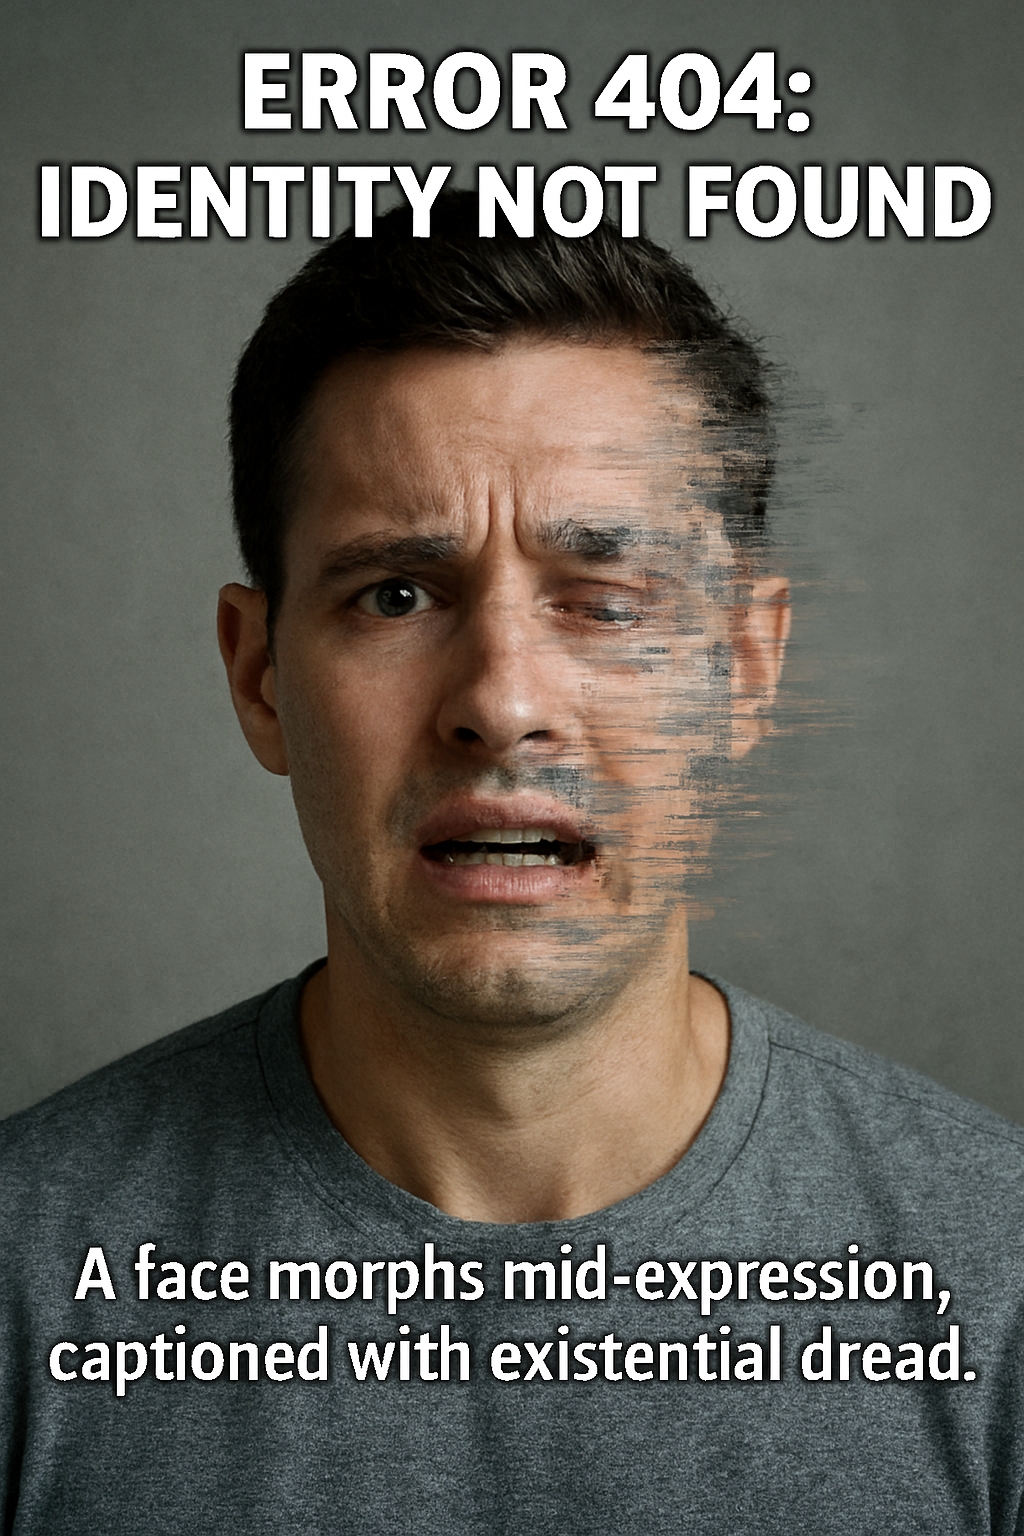 ERROR 404:
IDENTITY NOT FOUND
A face morphs mid-expression,
captioned with existential dread.